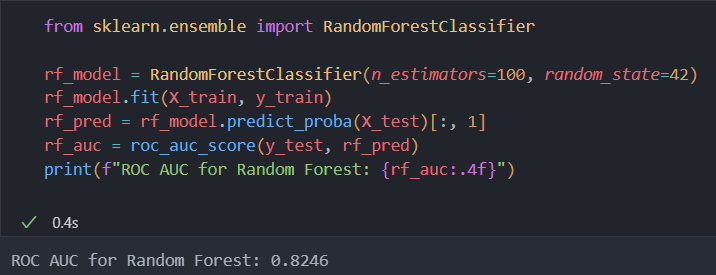 from sklearn.ensemble import RandomForestClassifier
rf_model = RandomForestClassifier(n_estimators=100, random_state=42)
rf_model.fit(X_train, y_train)
rf_pred = rf_model.predict_proba(X_test)[:, 1]
rf_auc = roc_auc_score(y_test, rf_pred)
print(f"ROC AUC for Random Forest: {rf_auc:.4f}")
0.4s
ROC AUC for Random Forest: 0.8246